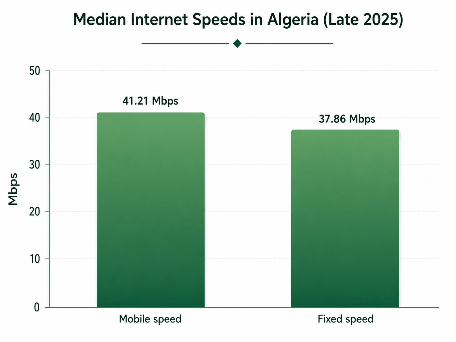 Median Internet Speeds in Algeria (Late 2025)
Mbps
50
40
30
20
10
0
41.21 Mbps
37.86 Mbps
Mobile speed
Fixed speed